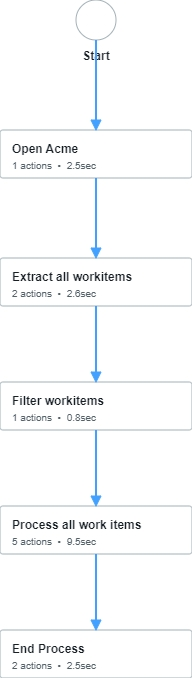 Start
Open Acme
1 actions • 2.5sec
Extract all workitems
2 actions • 2.6sec
Filter workitems
1 actions • 0.8sec
Process all work items
5 actions • 9.5sec
End Process
2 actions • 2.5sec